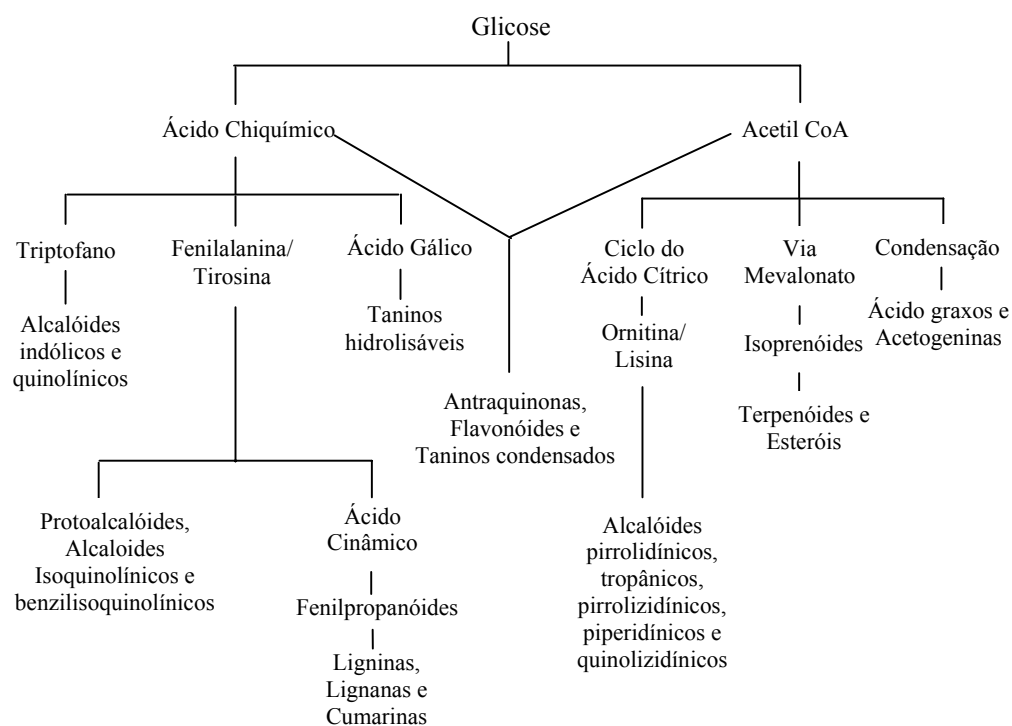 Glicose
Ácido Chiquímico
Acetil CoA
Triptofano
Fenilalanina/
Tirosina
Ácido Gálico
Ciclo do
Ácido Cítrico
Via
Mevalonato
Condensação
Alcalóides
indólicos e
quinolínicos
Taninos
hidrolisáveis
Ornitina/
Lisina
Isoprenóides
Ácido graxos e
Acetogeninas
Antraquinonas,
Flavonóides e
Taninos condensados
Terpenóides e
Esteróis
Protoalcalóides,
Alcaloides
Isoquinolínicos e
benzilisoquinolínicos
Ácido
Cinâmico
Fenilpropanóides
Ligninas,
Lignanas e
Cumarinas
Alcalóides
pirrolidínicos,
tropânicos,
pirrolizidínicos,
piperidínicos e
quinolizidínicos